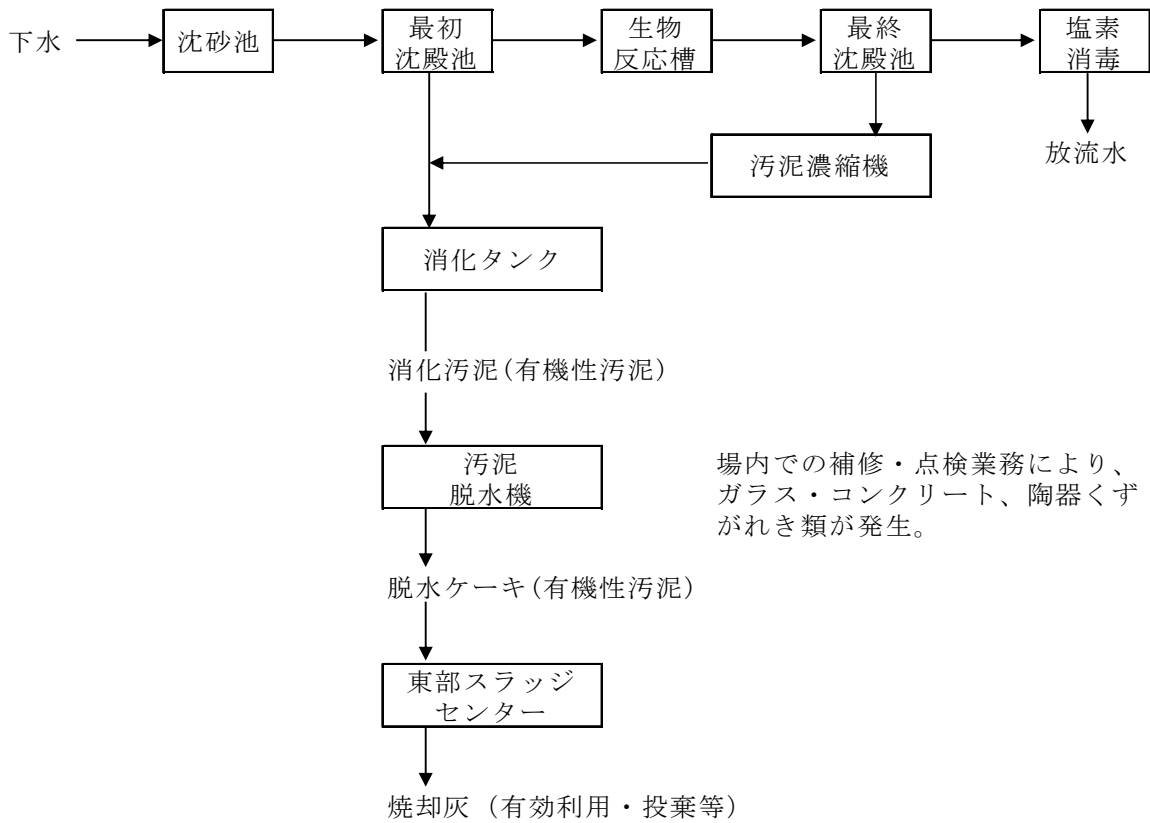 下水
沈砂池
最初
沈殿池
生物
反応槽
最終
沈殿池
塩素
消毒
放流水
汚泥濃縮機
消化タンク
消化汚泥(有機性汚泥)
汚泥
脱水機
場内での補修・点検業務により、
ガラス・コンクリート、陶器くず
がれき類が発生。
脱水ケーキ(有機性汚泥)
東部スラッジ
センター
焼却灰（有効利用・投棄等）